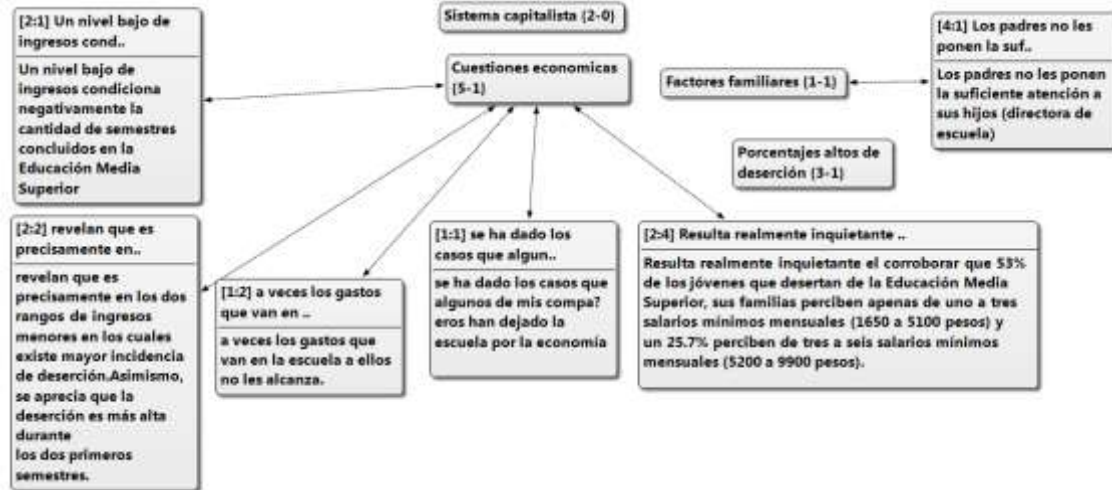 [2:1] Un nivel bajo de
ingresos cond..
Un nivel bajo de
ingresos condiciona
negativamente la
cantidad de semestres
concluidos en la
Educación Media
Superior
Sistema capitalista (2-0)
Cuestiones economicas
(5-1)
Factores familiares (1-1)
[4:1] Los padres no les
ponen la suf..
Los padres no les ponen
la suficiente atención a
sus hijos (directora de
escuela)
Porcentajes altos de
deserción (3-1)
[2:2] revelan que es
precisamente en..
revelan que es
precisamente en los dos
rangos de ingresos
menores en los cuales
existe mayor incidencia
de deserción.Asimismo,
se aprecia que la
deserción es más alta
durante
los dos primeros
semestres.
[1:2] a veces los gastos
que van en ..
a veces los gastos que
van en la escuela a ellos
no les alcanza.
[1:1] se ha dado los
casos que algun..
se ha dado los casos que
algunos de mis compa?
eros han dejado la
escuela por la economía
[2:4] Resulta realmente inquietante ..
Resulta realmente inquietante el corroborar que 53%
de los jóvenes que desertan de la Educación Media
Superior, sus familias perciben apenas de uno a tres
salarios mínimos mensuales (1650 a 5100 pesos) y
un 25.7% perciben de tres a seis salarios mínimos
mensuales (5200 a 9900 pesos).